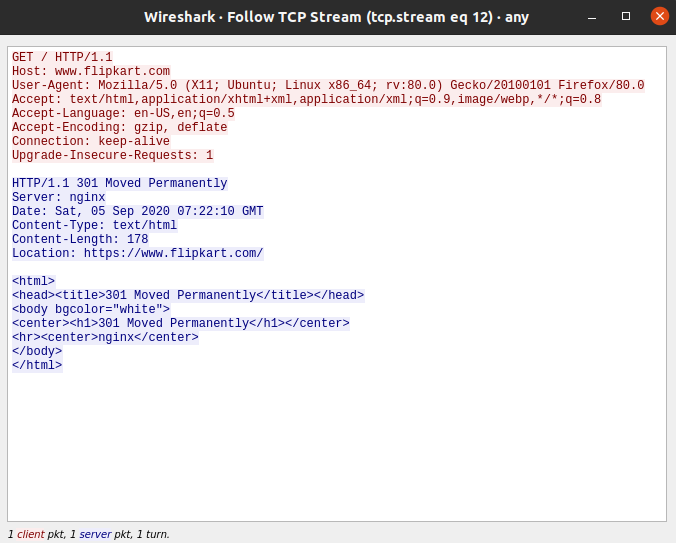 Wireshark · Follow TCP Stream (tcp.stream eq 12) · any
GET / HTTP/1.1
Host: www.flipkart.com
User-Agent: Mozilla/5.0 (X11; Ubuntu; Linux x86_64; rv:80.0) Gecko/20100101 Firefox/80.0
Accept: text/html,application/xhtml+xml,application/xml;q=0.9,image/webp,*/*;q=0.8
Accept-Language: en-US,en;q=0.5
Accept-Encoding: gzip, deflate
Connection: keep-alive
Upgrade-Insecure-Requests: 1
HTTP/1.1 301 Moved Permanently
Server: nginx
Date: Sat, 05 Sep 2020 07:22:10 GMT
Content-Type: text/html
Content-Length: 178
Location: https://www.flipkart.com/
<html>
<head><title>301 Moved Permanently</title></head>
<body bgcolor="white">
<center><h1>301 Moved Permanently</h1></center>
<hr><center>nginx</center>
</body>
</html>
1 client pkt, 1 server pkt, 1 turn.